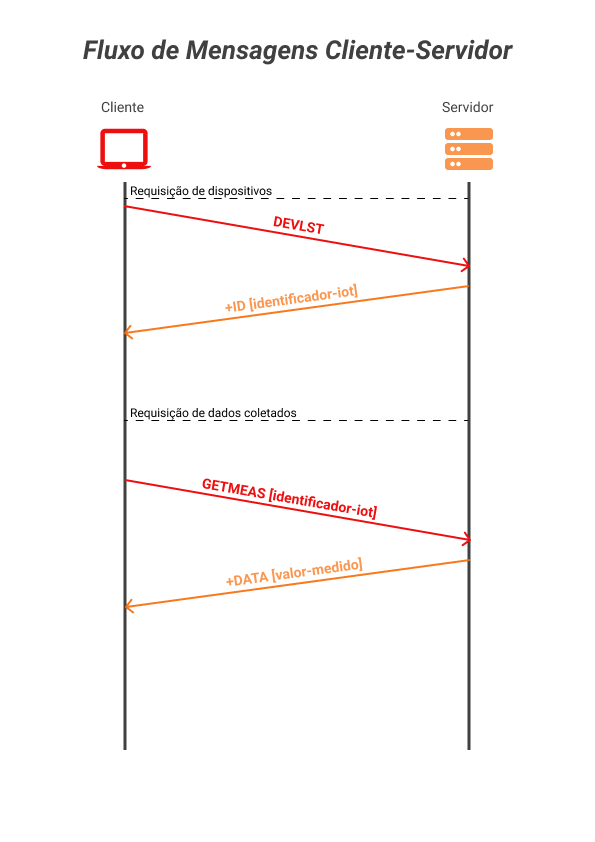 Fluxo de Mensagens Cliente-Servidor
Cliente
Servidor
Requisição de dispositivos
DEVLST
+ID [identificador-iot]
Requisição de dados coletados
GETMEAS [identificador-iot]
+DATA [valor-medido]